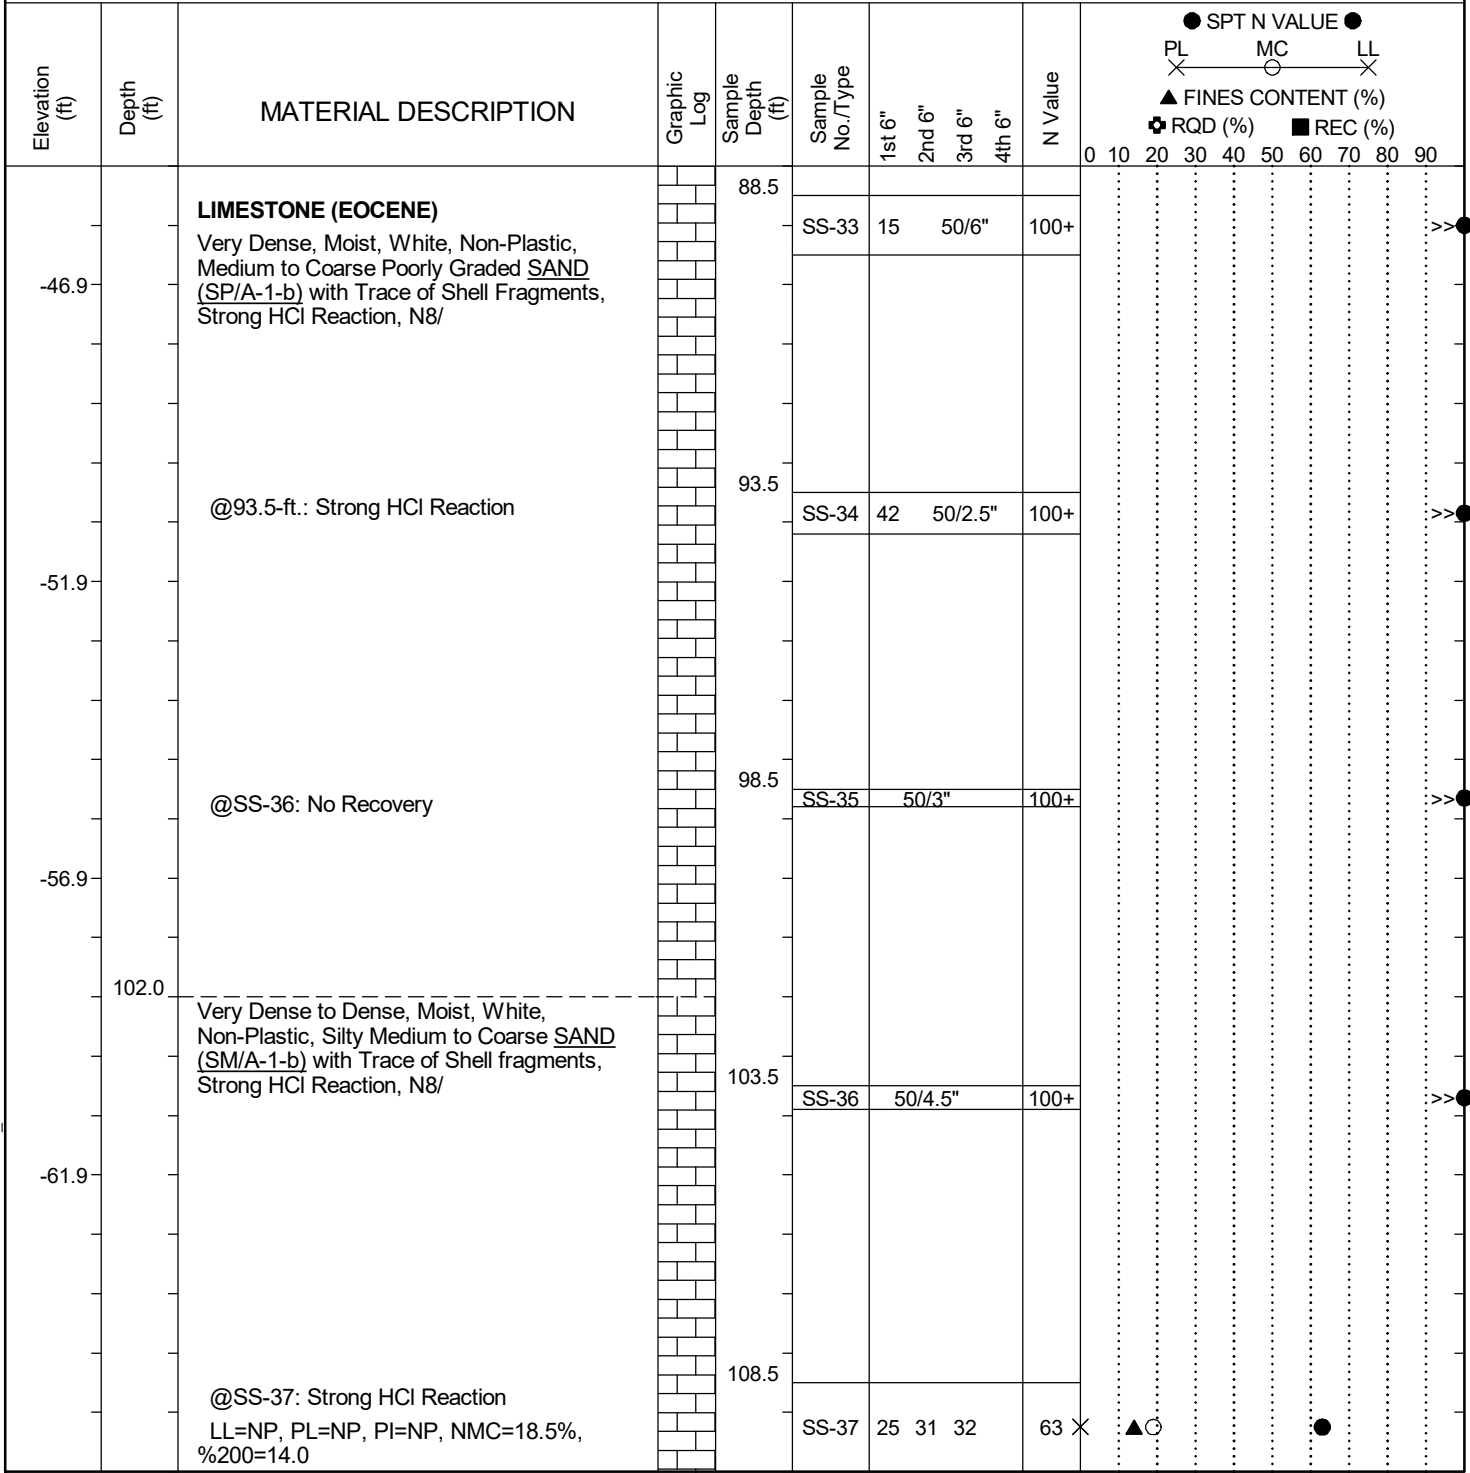 Elevation (ft)
Depth (ft)
MATERIAL DESCRIPTION
Graphic Log
Sample Depth (ft)
Sample No./Type
1st 6"
2nd 6"
3rd 6"
4th 6"
N Value
SPT N VALUE
PL MC LL
FINES CONTENT (%)
RQD (%) REC (%)
0 10 20 30 40 50 60 70 80 90
88.5
LIMESTONE (EOCENE)
SS-33 15 50/6" 100+ >>
Very Dense, Moist, White, Non-Plastic,
Medium to Coarse Poorly Graded SAND
-46.9
(SP/A-1-b) with Trace of Shell Fragments,
Strong HCl Reaction, N8/
93.5
@93.5-ft.: Strong HCl Reaction
SS-34 42 50/2.5" 100+ >>
-51.9
98.5
@SS-36: No Recovery
SS-35 50/3" 100+ >>
-56.9
102.0
Very Dense to Dense, Moist, White,
Non-Plastic, Silty Medium to Coarse SAND
(SM/A-1-b) with Trace of Shell fragments,
Strong HCl Reaction, N8/
103.5
SS-36 50/4.5" 100+ >>
-61.9
108.5
@SS-37: Strong HCl Reaction
LL=NP, PL=NP, PI=NP, NMC=18.5%,
%200=14.0
SS-37 25 31 32 63